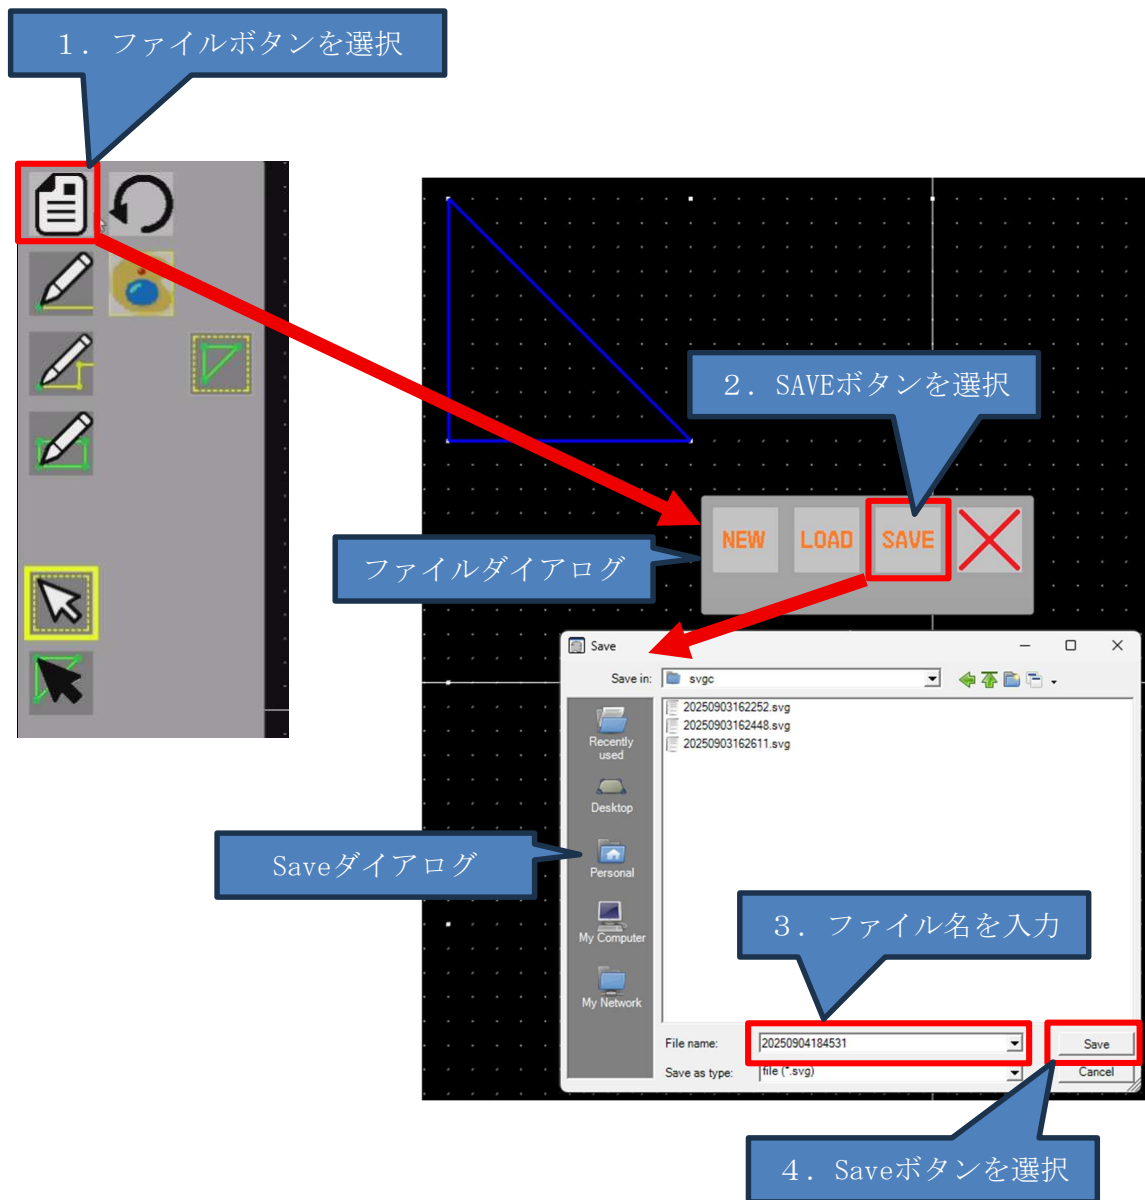 １．ファイルボタンを選択
２．SAVEボタンを選択
NEW
LOAD
SAVE
ファイルダイアログ
Save
Save in:
svgc
20250903162252.svg
20250903162448.svg
20250903162611.svg
Recently
used
Desktop
Personal
My Computer
My Network
Saveダイアログ
３．ファイル名を入力
File name:
20250904184531
Save
Save as type:
file (*.svg)
Cancel
４．Saveボタンを選択